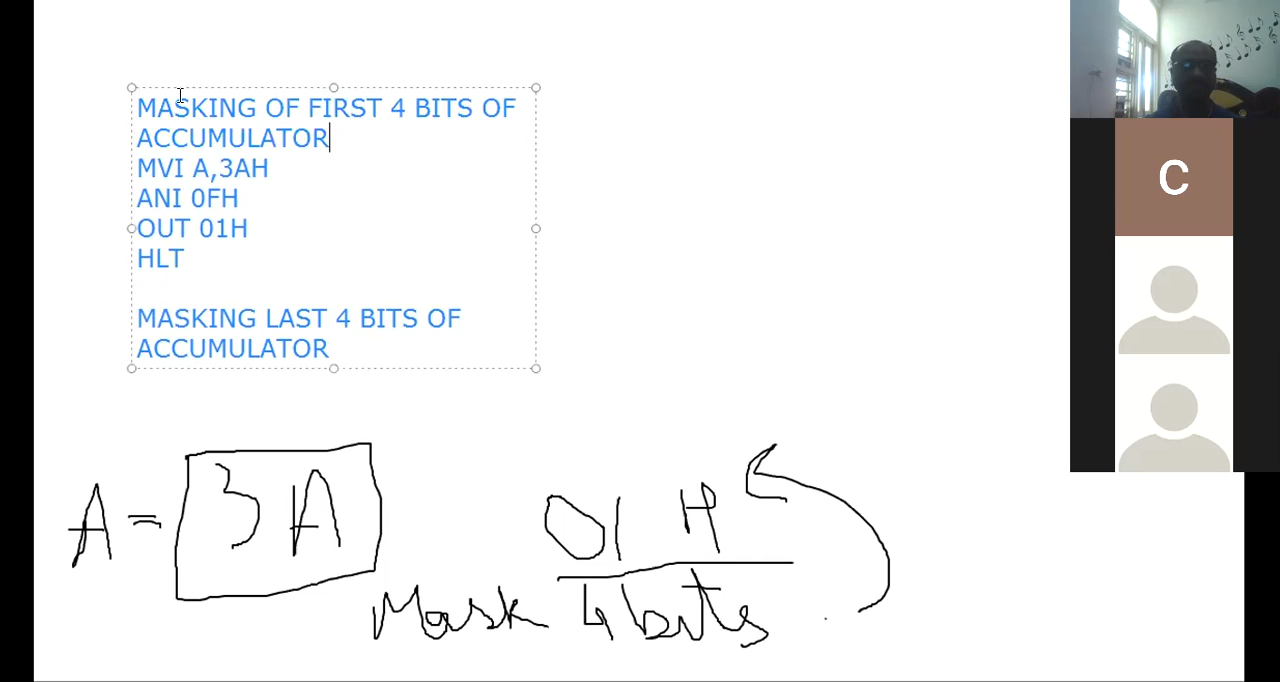 MASKING OF FIRST 4 BITS OF
ACCUMULATOR
MVI A,3AH
ANI 0FH
OUT 01H
HLT
MASKING LAST 4 BITS OF
ACCUMULATOR
C
A = 3A
01 H
Mask 4 bits